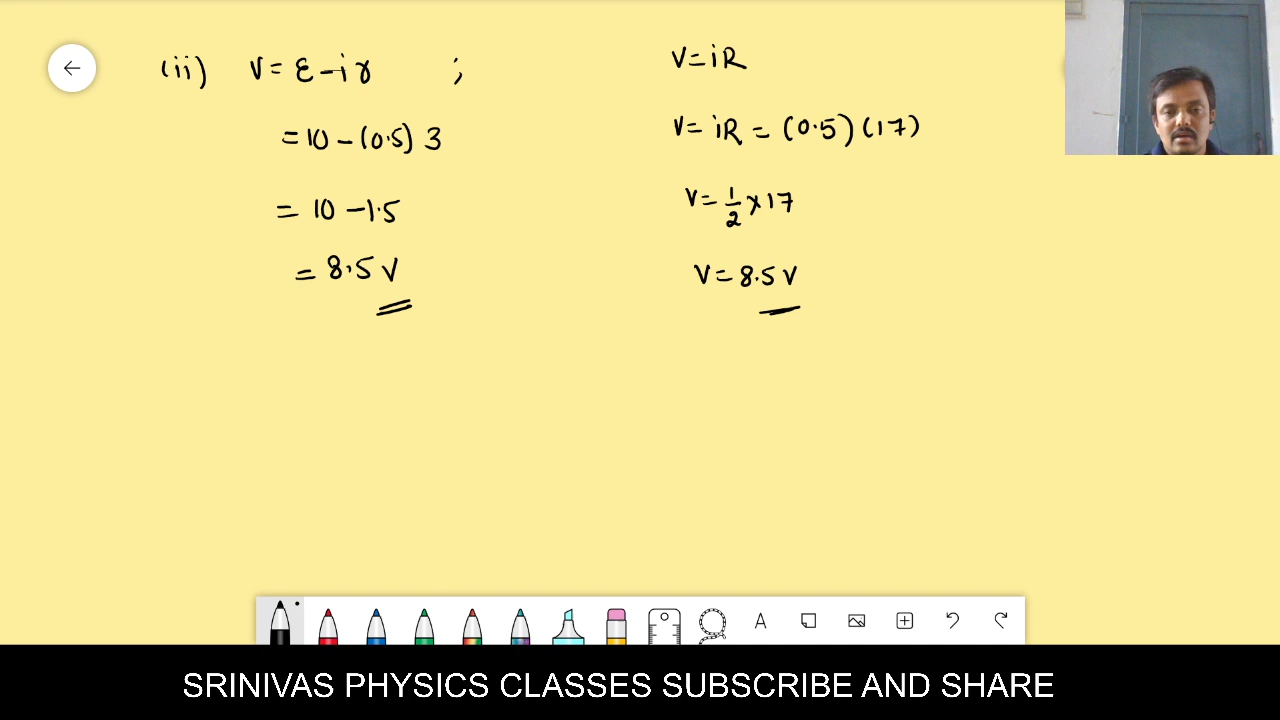 (ii) V = ε - i r ;
= 10 - (0.5) 3
= 10 - 1.5
= 8.5 V
V = iR
V = iR = (0.5) (17)
V = 1/2 × 17
V = 8.5 V
A
SRINIVAS PHYSICS CLASSES SUBSCRIBE AND SHARE